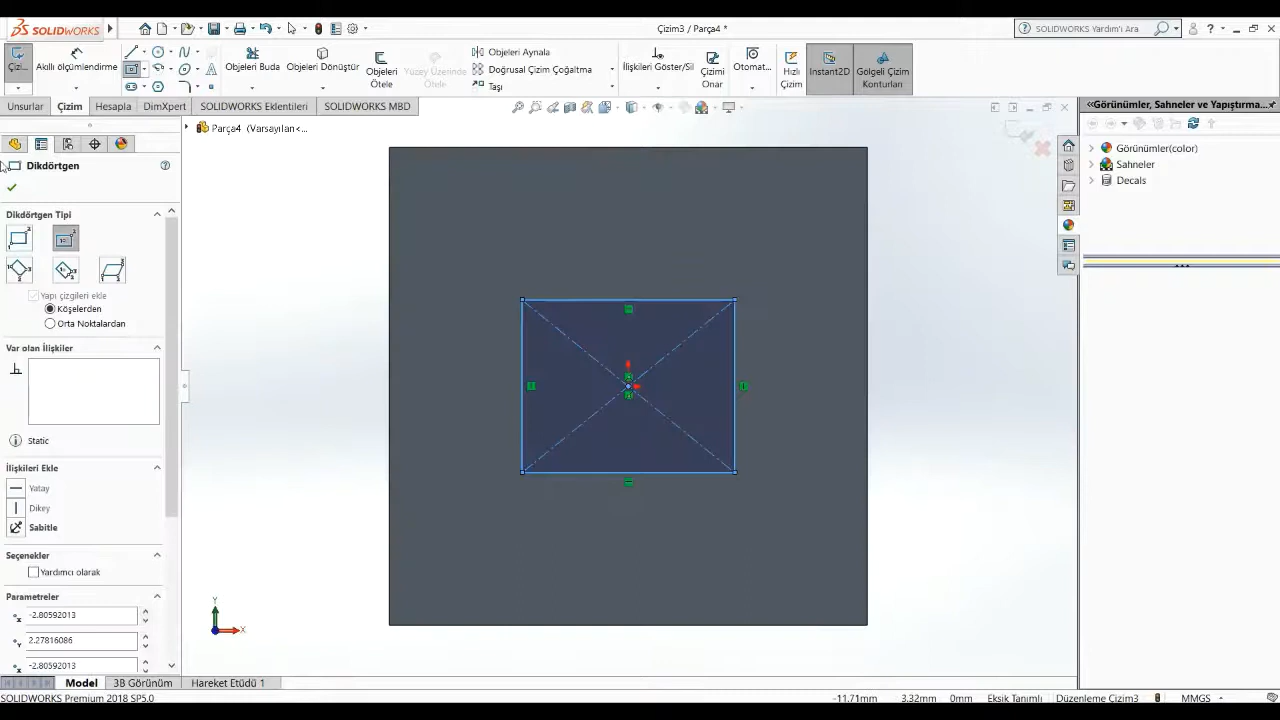 SOLIDWORKS
Çizim3 / Parça4 *
SOLIDWORKS Yardım'ı Ara
Çizi...
Akıllı ölçümlendirme
Objeleri Buda
Objeleri Dönüştür
Objeleri Ötele
Yüzey Üzerinde Ötele
Objeleri Aynala
Doğrusal Çizim Çoğaltma
Taşı
İlişkileri Göster/Sil
Çizimi Onar
Otomat...
Hızlı Çizim
Instant2D
Gölgeli Çizim Konturları
Unsurlar
Çizim
Hesapla
DimXpert
SOLIDWORKS Eklentileri
SOLIDWORKS MBD
Parça4 (Varsayılan<...
«Görünümler, Sahneler ve Yapıştırma...
Görünümler(color)
Sahneler
Decals
Dikdörtgen
Dikdörtgen Tipi
Yapı çizgileri ekle
Köşelerden
Orta Noktalardan
Var olan İlişkiler
Static
İlişkileri Ekle
Yatay
Dikey
Sabitle
Seçenekler
Yardımcı olarak
Parametreler
-2.80592013
2.27816086
-2.80592013
Y
X
Model
3B Görünüm
Hareket Etüdü 1
SOLIDWORKS Premium 2018 SP5.0
-11.71mm
3.32mm
0mm
Eksik Tanımlı
Düzenleme Çizim3
MMGS